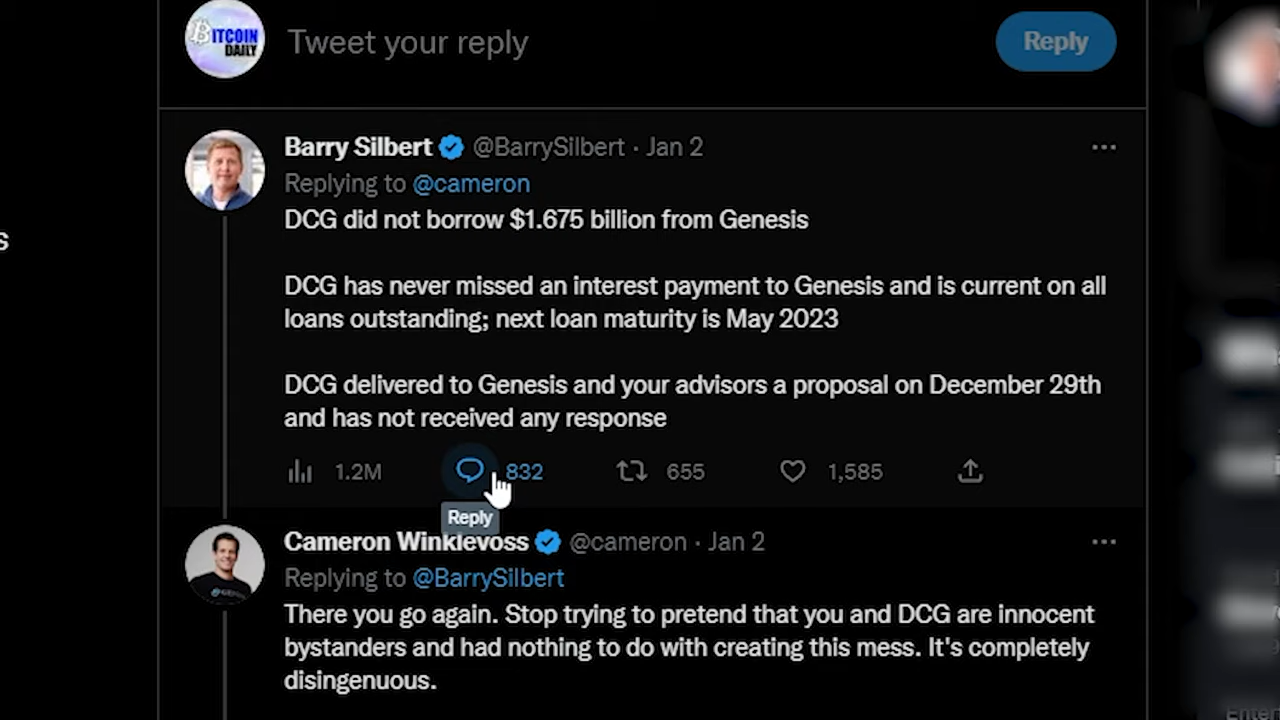 BITCOIN
DAILY
Tweet your reply
Reply
Barry Silbert @BarrySilbert · Jan 2
Replying to @cameron
DCG did not borrow $1.675 billion from Genesis
s
DCG has never missed an interest payment to Genesis and is current on all
loans outstanding; next loan maturity is May 2023
DCG delivered to Genesis and your advisors a proposal on December 29th
and has not received any response
1.2M 832 655 1,585
Reply
Cameron Winklevoss @cameron · Jan 2
Replying to @BarrySilbert
There you go again. Stop trying to pretend that you and DCG are innocent
bystanders and had nothing to do with creating this mess. It's completely
disingenuous.